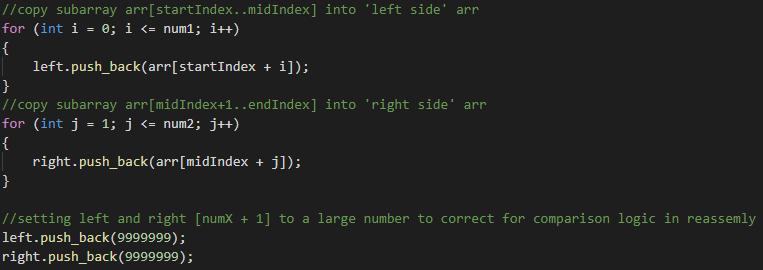 //copy subarray arr[startIndex..midIndex] into 'left side' arr
for (int i = 0; i <= num1; i++)
{
    left.push_back(arr[startIndex + i]);
}
//copy subarray arr[midIndex+1..endIndex] into 'right side' arr
for (int j = 1; j <= num2; j++)
{
    right.push_back(arr[midIndex + j]);
}

//setting left and right [numX + 1] to a large number to correct for comparison logic in reassemly
left.push_back(9999999);
right.push_back(9999999);